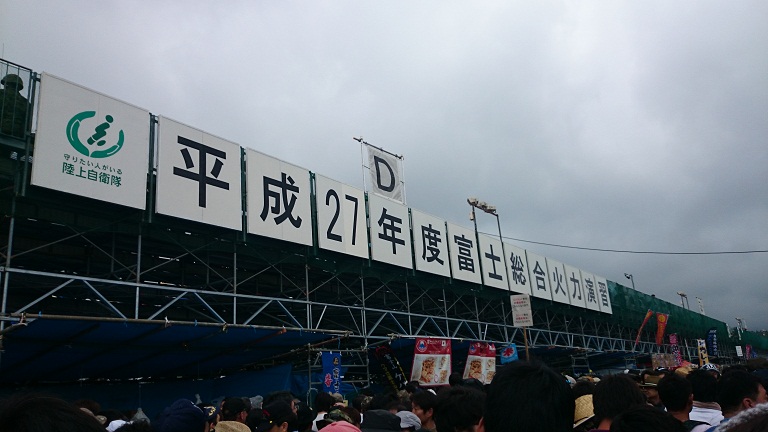 守りたい人がいる
陸上自衛隊
平成27年度富士総合火力演習
D